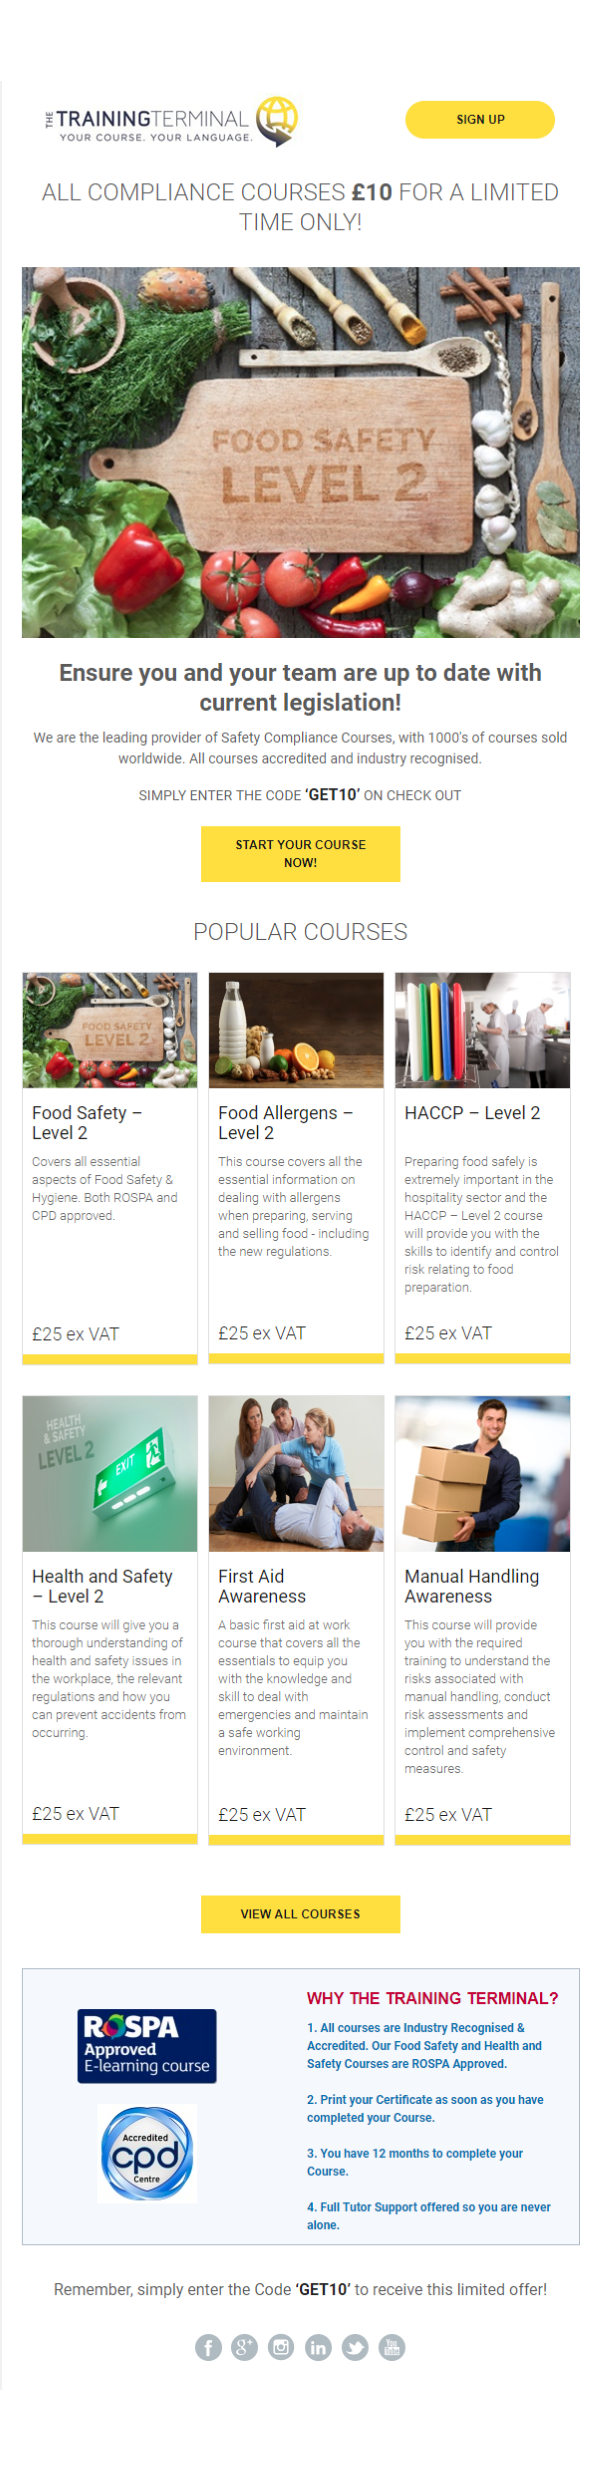 THE TRAININGTERMINAL
YOUR COURSE. YOUR LANGUAGE.
SIGN UP
ALL COMPLIANCE COURSES £10 FOR A LIMITED
TIME ONLY!
FOOD SAFETY
LEVEL 2
Ensure you and your team are up to date with
current legislation!
We are the leading provider of Safety Compliance Courses, with 1000's of courses sold
worldwide. All courses accredited and industry recognised.
SIMPLY ENTER THE CODE ‘GET10’ ON CHECK OUT
START YOUR COURSE
NOW!
POPULAR COURSES
FOOD SAFETY
LEVEL 2
Food Safety –
Level 2
Covers all essential
aspects of Food Safety &
Hygiene. Both ROSPA and
CPD approved.
£25 ex VAT
Food Allergens –
Level 2
This course covers all the
essential information on
dealing with allergens
when preparing, serving
and selling food - including
the new regulations.
£25 ex VAT
HACCP – Level 2
Preparing food safely is
extremely important in the
hospitality sector and the
HACCP – Level 2 course
will provide you with the
skills to identify and control
risk relating to food
preparation.
£25 ex VAT
HEALTH
& SAFETY
LEVEL 2
EXIT
Health and Safety
– Level 2
This course will give you a
thorough understanding of
health and safety issues in
the workplace, the relevant
regulations and how you
can prevent accidents from
occurring.
£25 ex VAT
First Aid
Awareness
A basic first aid at work
course that covers all the
essentials to equip you
with the knowledge and
skill to deal with
emergencies and maintain
a safe working
environment.
£25 ex VAT
Manual Handling
Awareness
This course will provide
you with the required
training to understand the
risks associated with
manual handling, conduct
risk assessments and
implement comprehensive
control and safety
measures.
£25 ex VAT
VIEW ALL COURSES
ROSPA
Approved
E-learning course
Accredited
cpd
Centre
WHY THE TRAINING TERMINAL?
1. All courses are Industry Recognised &
Accredited. Our Food Safety and Health and
Safety Courses are ROSPA Approved.
2. Print your Certificate as soon as you have
completed your Course.
3. You have 12 months to complete your
Course.
4. Full Tutor Support offered so you are never
alone.
Remember, simply enter the Code ‘GET10’ to receive this limited offer!
f g+ in You Tube